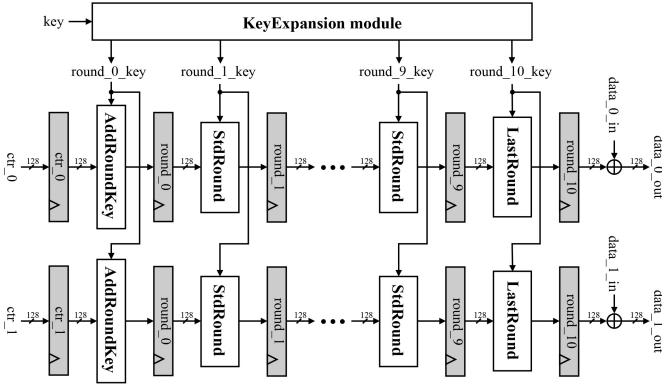 key
KeyExpansion module
round_0_key
round_1_key
round_9_key
round_10_key
data_0_in
ctr_0
128
ctr_0
128
AddRoundKey
round_0
128
StdRound
round_1
128
128
StdRound
round_9
128
LastRound
round_10
128
128
data_0_out
data_1_in
ctr_1
128
ctr_1
128
AddRoundKey
round_0
128
StdRound
round_1
128
128
StdRound
round_9
128
LastRound
round_10
128
128
data_1_out